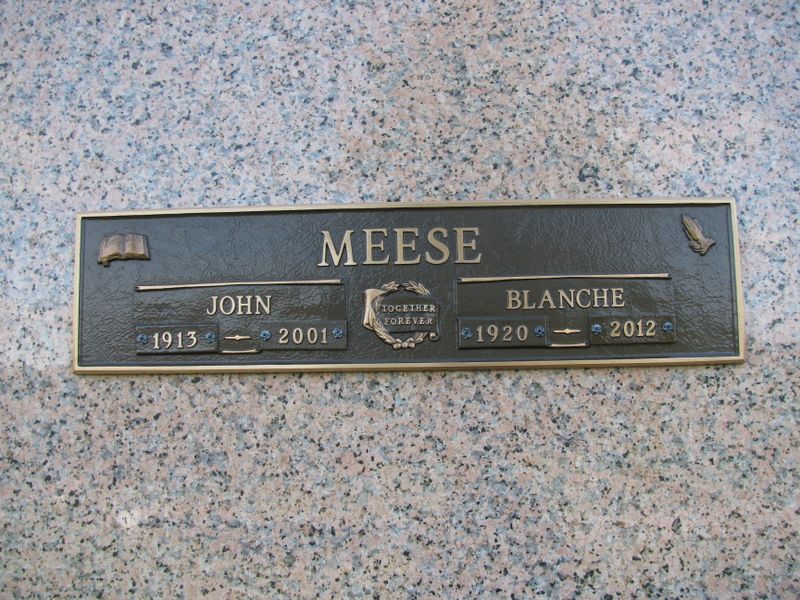 MEESE
JOHN
1913 – 2001
TOGETHER
FOREVER
BLANCHE
1920 – 2012